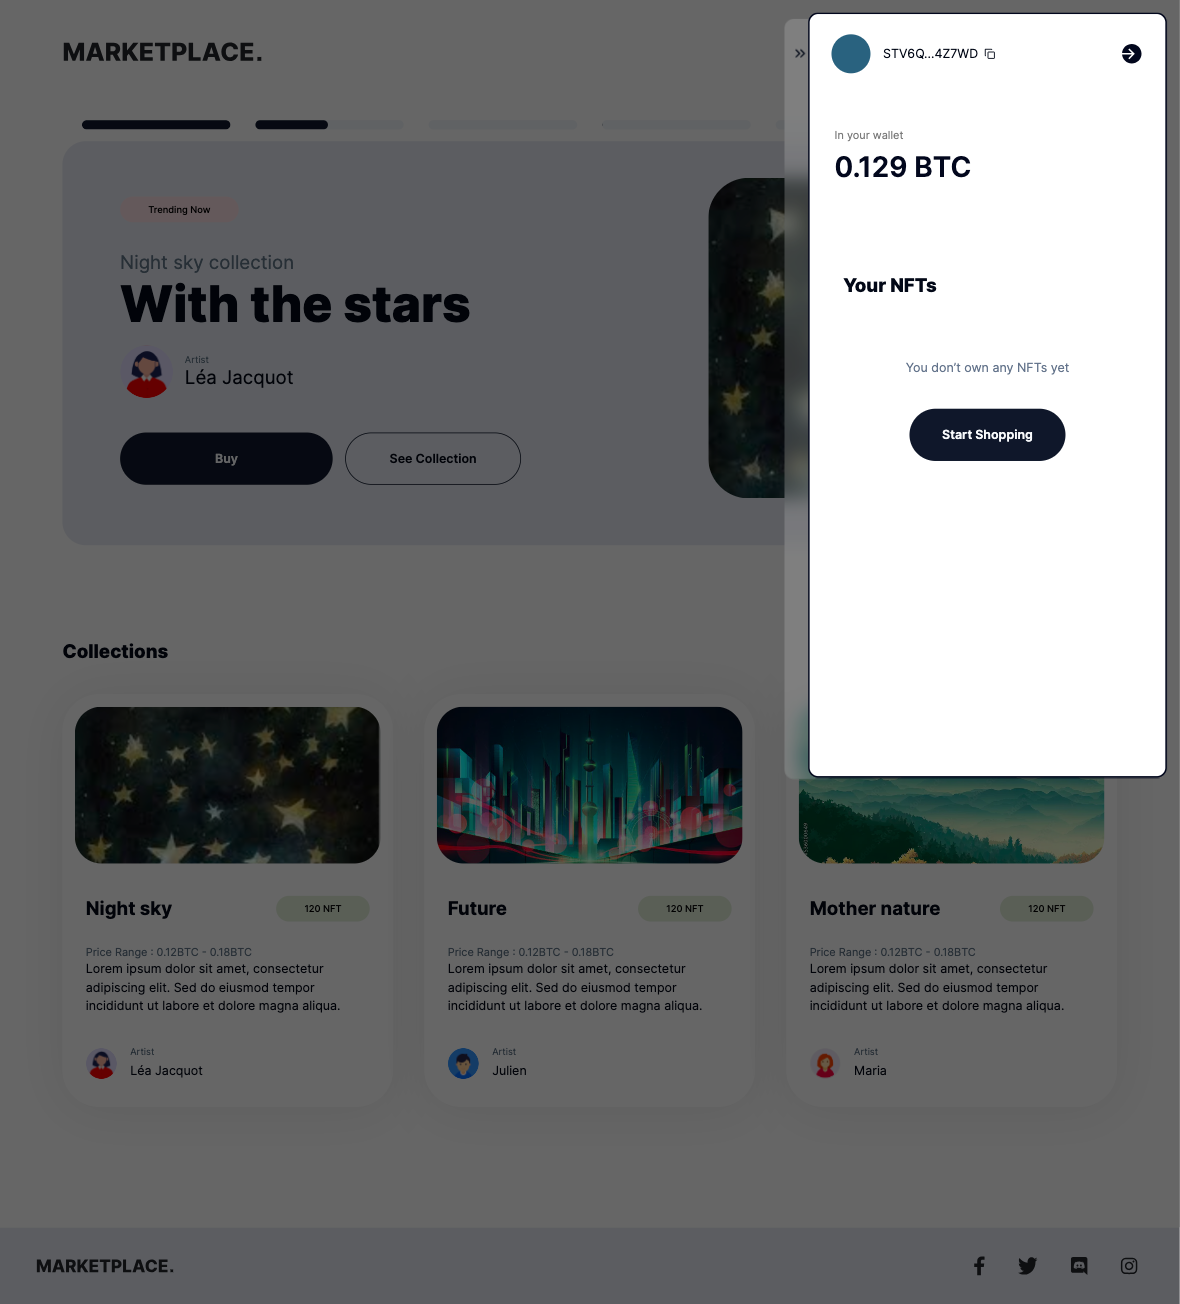 MARKETPLACE.
STV6Q...4Z7WD
In your wallet
0.129 BTC
Your NFTs
You don’t own any NFTs yet
Start Shopping
Trending Now
Night sky collection
With the stars
Artist
Léa Jacquot
Buy
See Collection
Collections
Night sky
120 NFT
Price Range : 0.12BTC - 0.18BTC
Lorem ipsum dolor sit amet, consectetur
adipiscing elit. Sed do eiusmod tempor
incididunt ut labore et dolore magna aliqua.
Artist
Léa Jacquot
Future
120 NFT
Price Range : 0.12BTC - 0.18BTC
Lorem ipsum dolor sit amet, consectetur
adipiscing elit. Sed do eiusmod tempor
incididunt ut labore et dolore magna aliqua.
Artist
Julien
Mother nature
120 NFT
Price Range : 0.12BTC - 0.18BTC
Lorem ipsum dolor sit amet, consectetur
adipiscing elit. Sed do eiusmod tempor
incididunt ut labore et dolore magna aliqua.
Artist
Maria
MARKETPLACE.